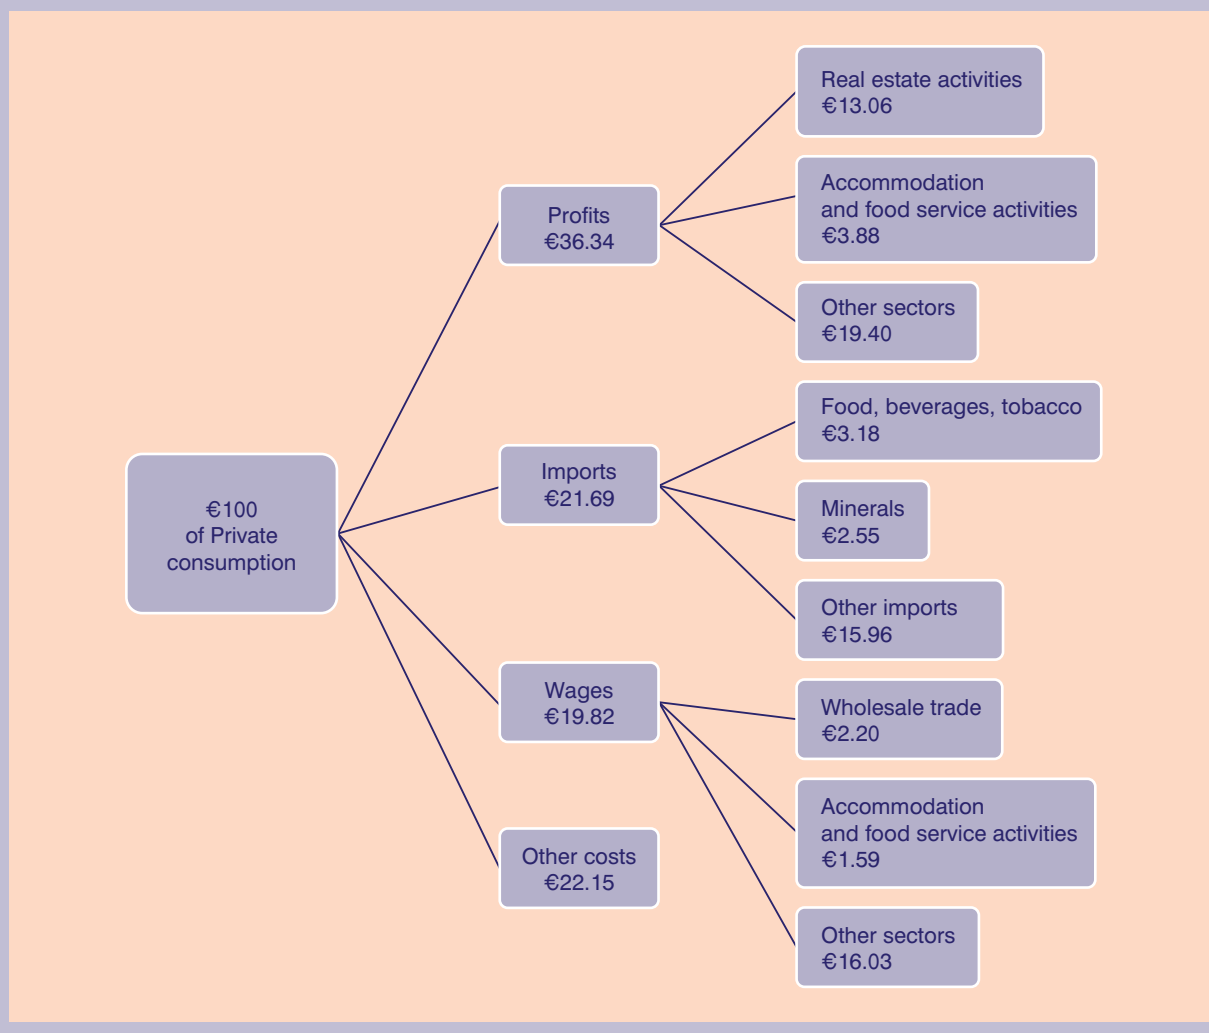 €100
of Private
consumption
Profits
€36.34
Real estate activities
€13.06
Accommodation
and food service activities
€3.88
Other sectors
€19.40
Imports
€21.69
Food, beverages, tobacco
€3.18
Minerals
€2.55
Other imports
€15.96
Wages
€19.82
Wholesale trade
€2.20
Accommodation
and food service activities
€1.59
Other sectors
€16.03
Other costs
€22.15